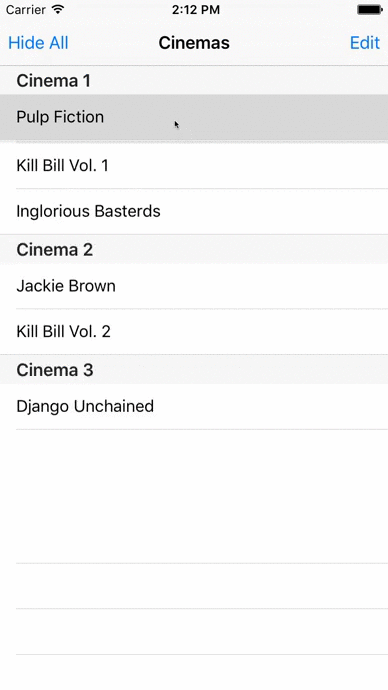 Carrier 2:12 PM
Hide All Cinemas Edit
Cinema 1
Pulp Fiction
Kill Bill Vol. 1
Inglorious Basterds
Cinema 2
Jackie Brown
Kill Bill Vol. 2
Cinema 3
Django Unchained